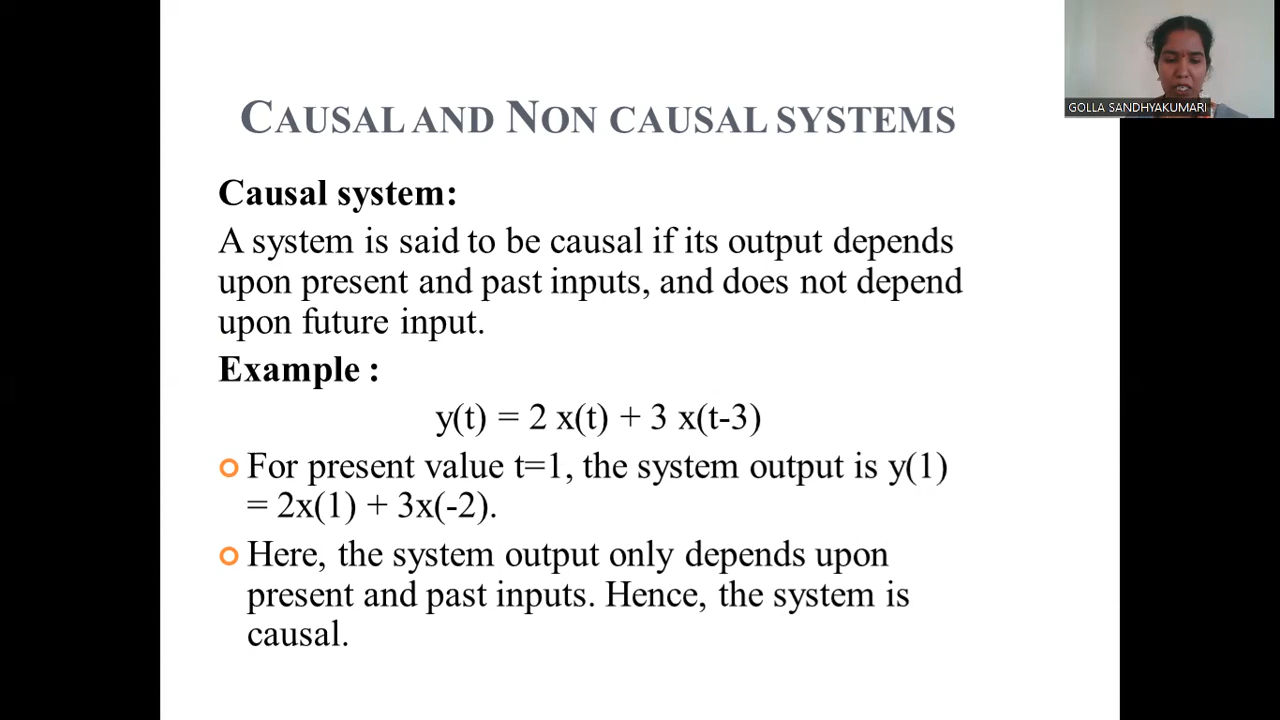 GOLLA SANDHYAKUMARI
CAUSAL AND NON CAUSAL SYSTEMS
Causal system:
A system is said to be causal if its output depends
upon present and past inputs, and does not depend
upon future input.
Example :
y(t) = 2 x(t) + 3 x(t-3)
For present value t=1, the system output is y(1)
= 2x(1) + 3x(-2).
Here, the system output only depends upon
present and past inputs. Hence, the system is
causal.